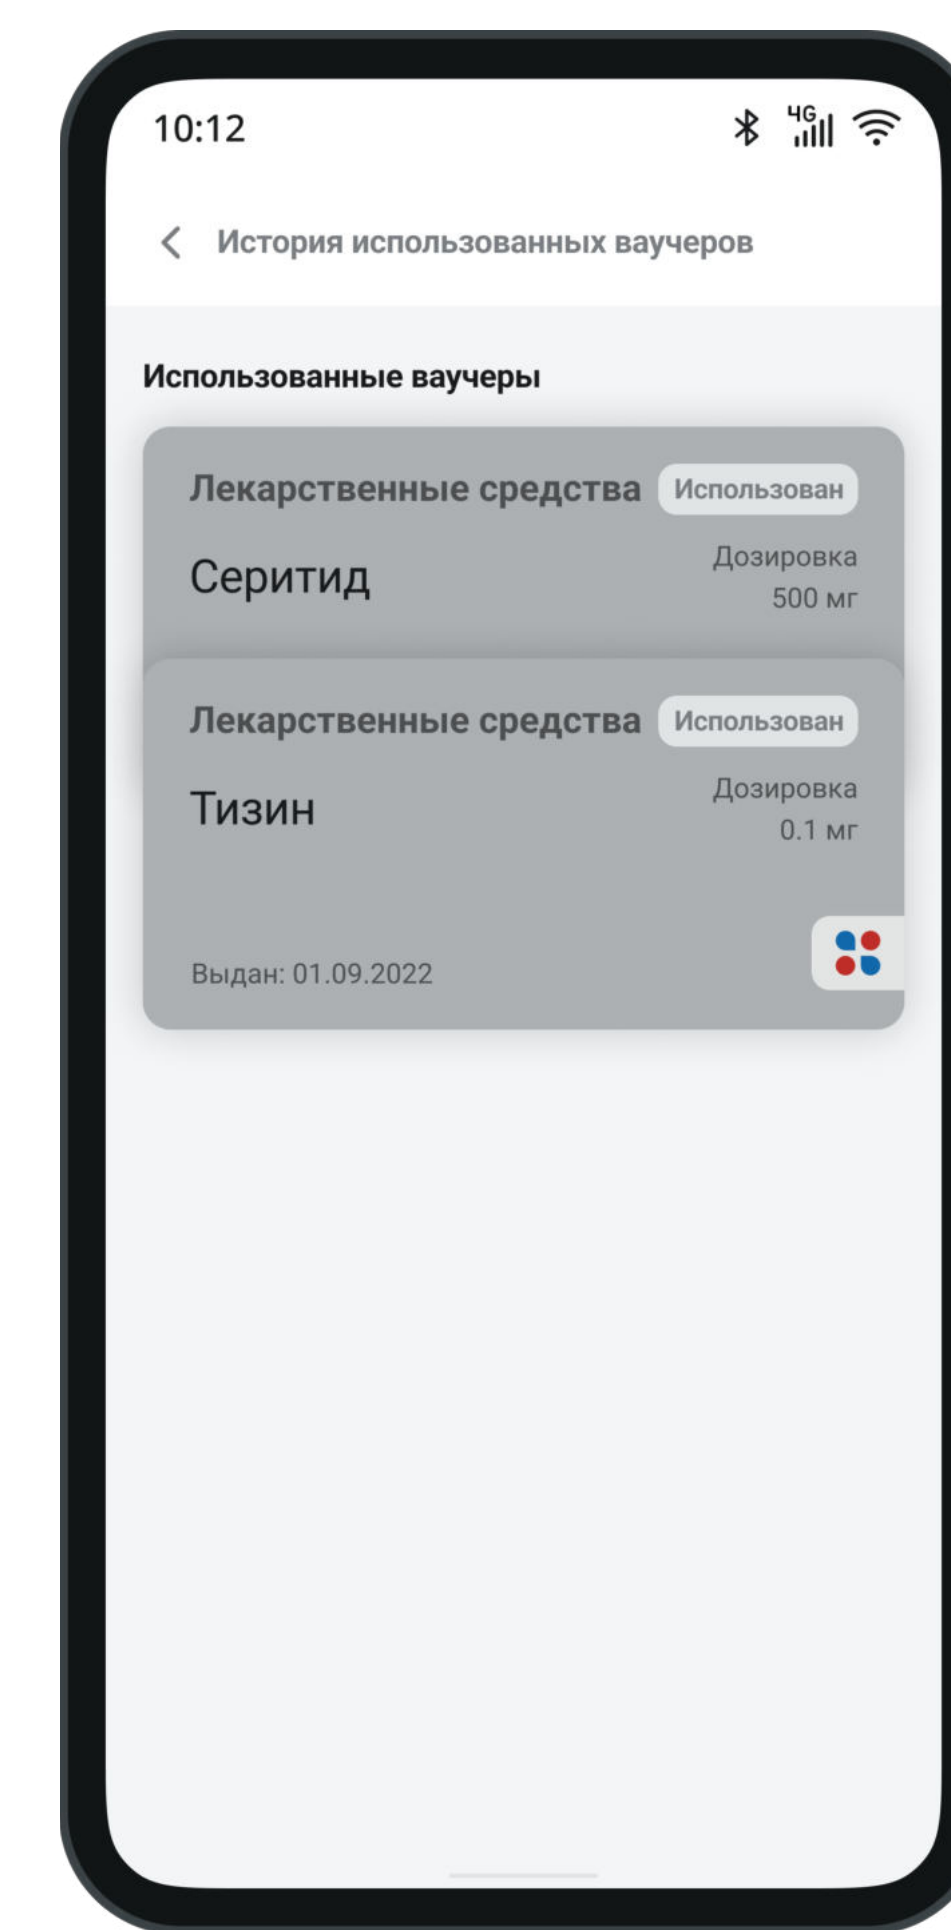 10:12
4G
История использованных ваучеров
Использованные ваучеры
Лекарственные средства Использован
Серитид
Дозировка
500 мг
Лекарственные средства Использован
Тизин
Дозировка
0.1 мг
Выдан: 01.09.2022